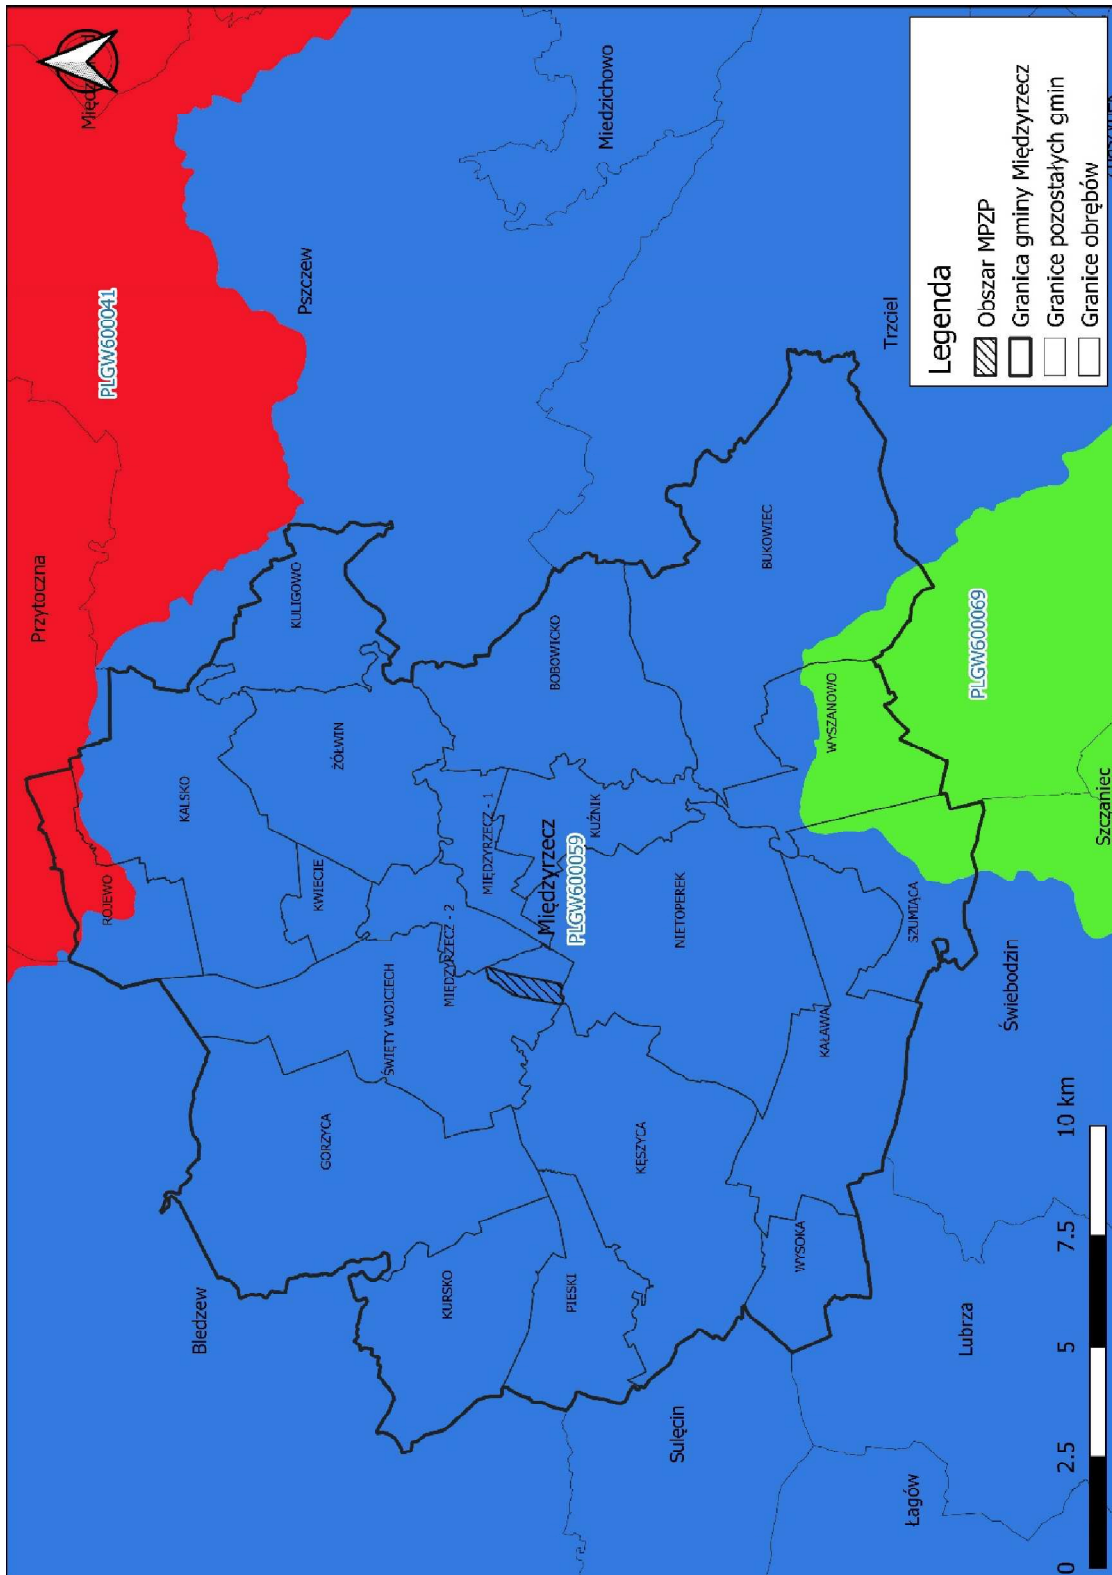 Międzychód
Przytoczna
PLGW600041
Pszczew
Miedzichowo
Bledzew
ROJEWO
KALSKO
KULIGOWO
ŻÓŁWIN
KWIECIE
GORZYCA
ŚWIĘTY WOJCIECH
MIĘDZYRZECZ - 2
MIĘDZYRZECZ - 1
BOBOWICKO
KURSKO
Międzyrzecz
PLGW600059
KUŹNIK
PIESKI
KĘSZYCA
NIETOPEREK
BUKOWIEC
WYSOKA
KAŁAWA
WYSZANOWO
SZUMIĄCA
Trzciel
Sulęcin
PLGW600069
Łagów
Lubrza
Świebodzin
Szczaniec
0 2.5 5 7.5 10 km
Legenda
Obszar MPZP
Granica gminy Międzyrzecz
Granice pozostałych gmin
Granice obrębów